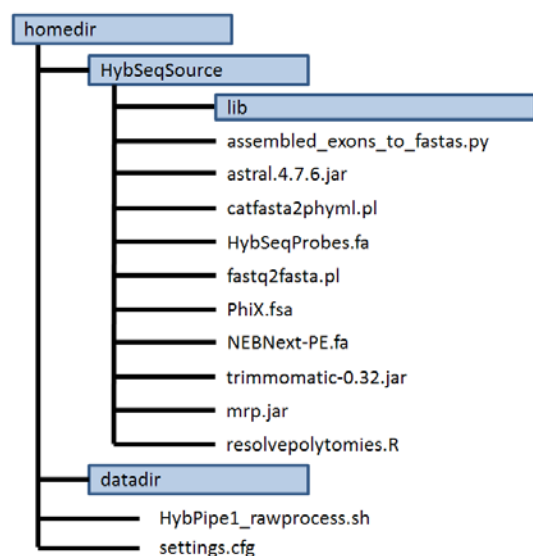 homedir
HybSeqSource
lib
assembled_exons_to_fastas.py
astral.4.7.6.jar
catfasta2phyml.pl
HybSeqProbes.fa
fastq2fasta.pl
PhiX.fsa
NEBNext-PE.fa
trimmomatic-0.32.jar
mrp.jar
resolvepolytomies.R
datadir
HybPipe1_rawprocess.sh
settings.cfg